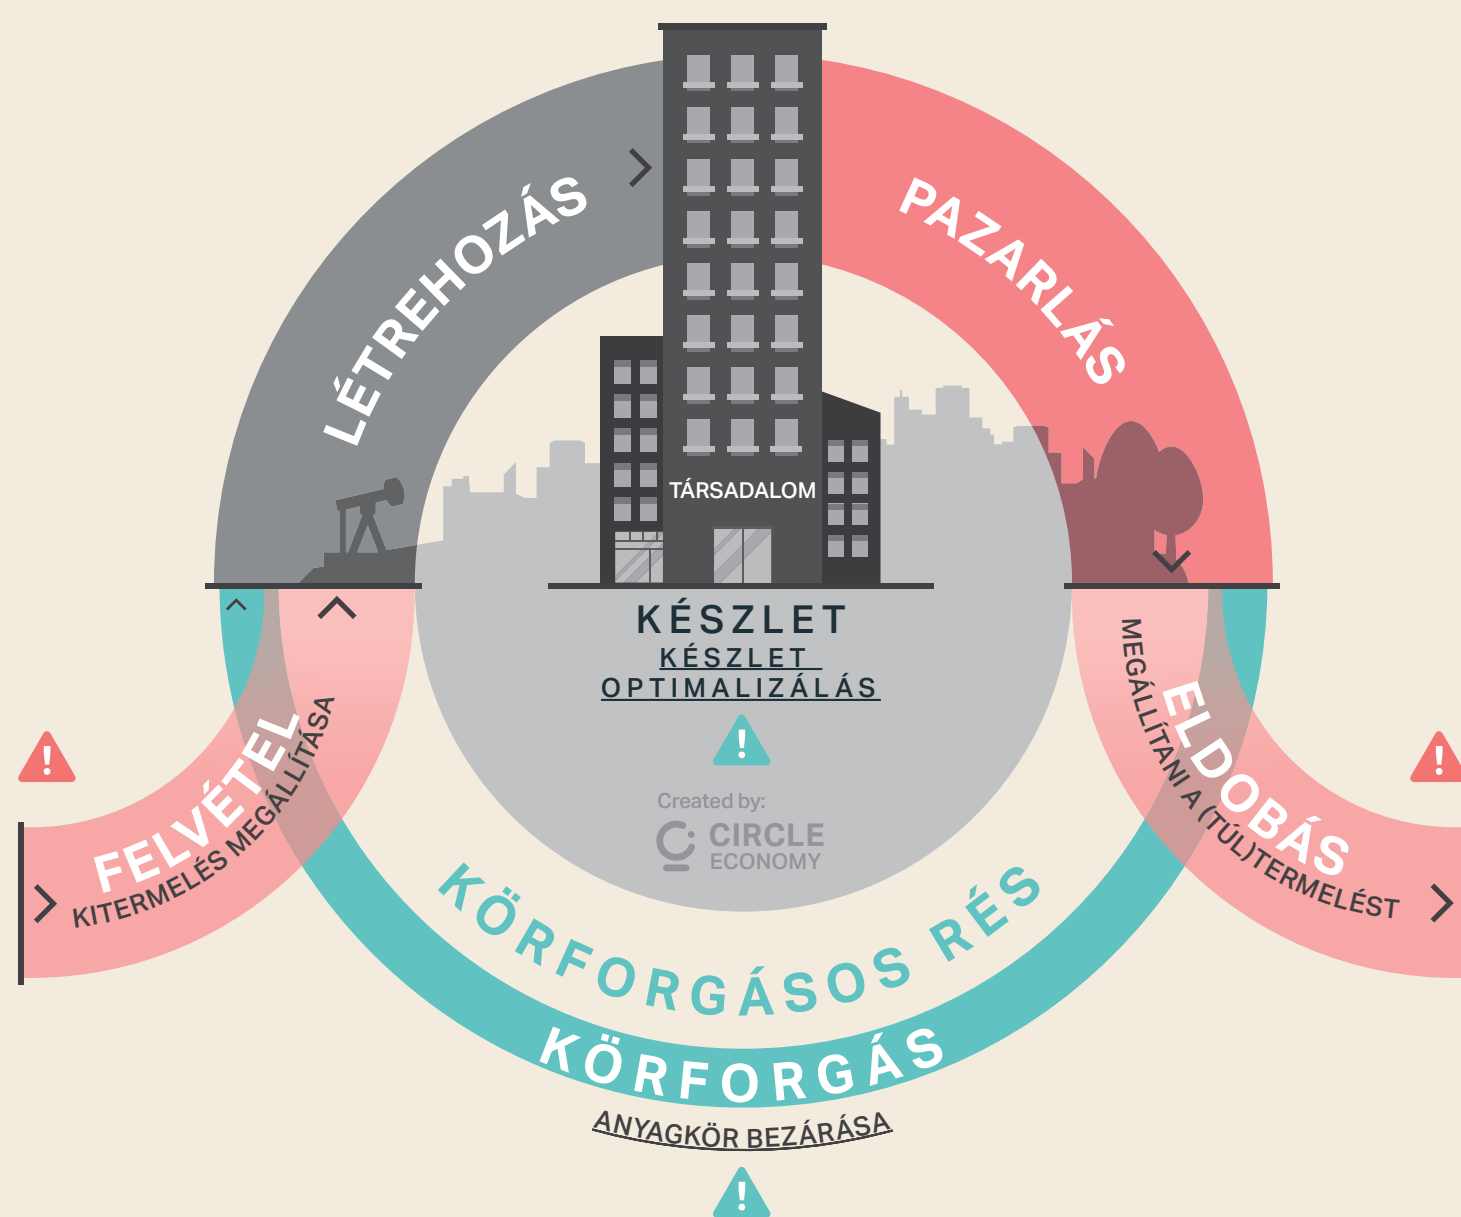 LÉTREHOZÁS
PAZARLÁS
TÁRSADALOM
KÉSZLET
KÉSZLET
OPTIMALIZÁLÁS
!
Created by:
CIRCLE
ECONOMY
!
FELVÉTEL
KITERMELÉS MEGÁLLÍTÁSA
!
ELDOBÁS
MEGÁLLÍTANI A (TÚL)TERMELÉST
KÖRFORGÁSOS RÉS
KÖRFORGÁS
ANYAGKÖR BEZÁRÁSA
!